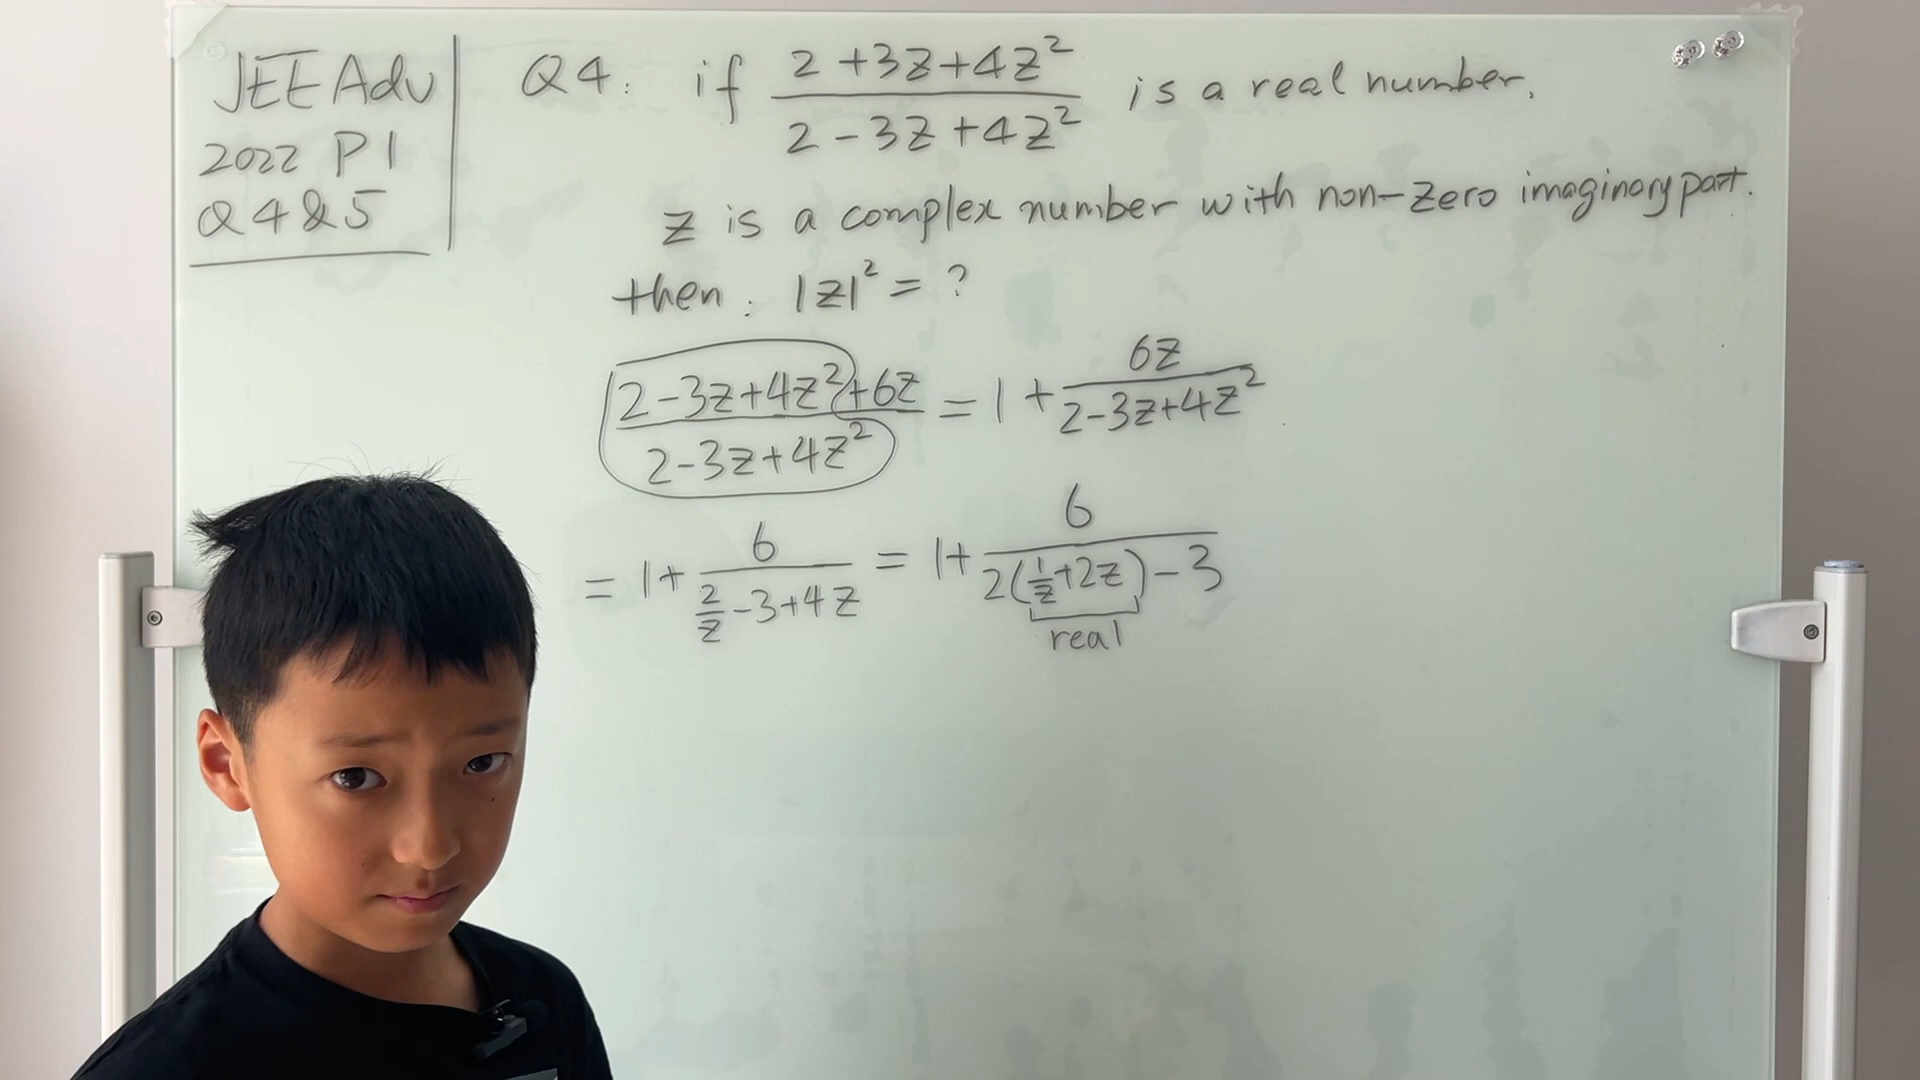 JEE Adv
2022 P1
Q4&5
Q4: if (2+3z+4z²)/(2-3z+4z²) is a real number.
z is a complex number with non-zero imaginary part.
then: |z|² = ?
(2-3z+4z²+6z)/(2-3z+4z²) = 1 + 6z/(2-3z+4z²)
= 1+ 6/(2/z -3+4z) = 1+ 6/(2(1/z+2z)-3)
real